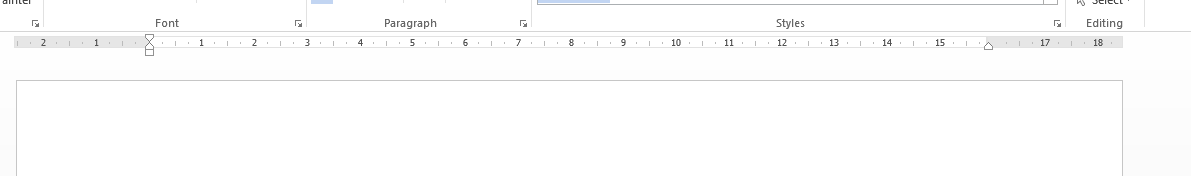 ainter
Select
Font Paragraph Styles Editing
2 1 1 2 3 4 5 6 7 8 9 10 11 12 13 14 15 17 18